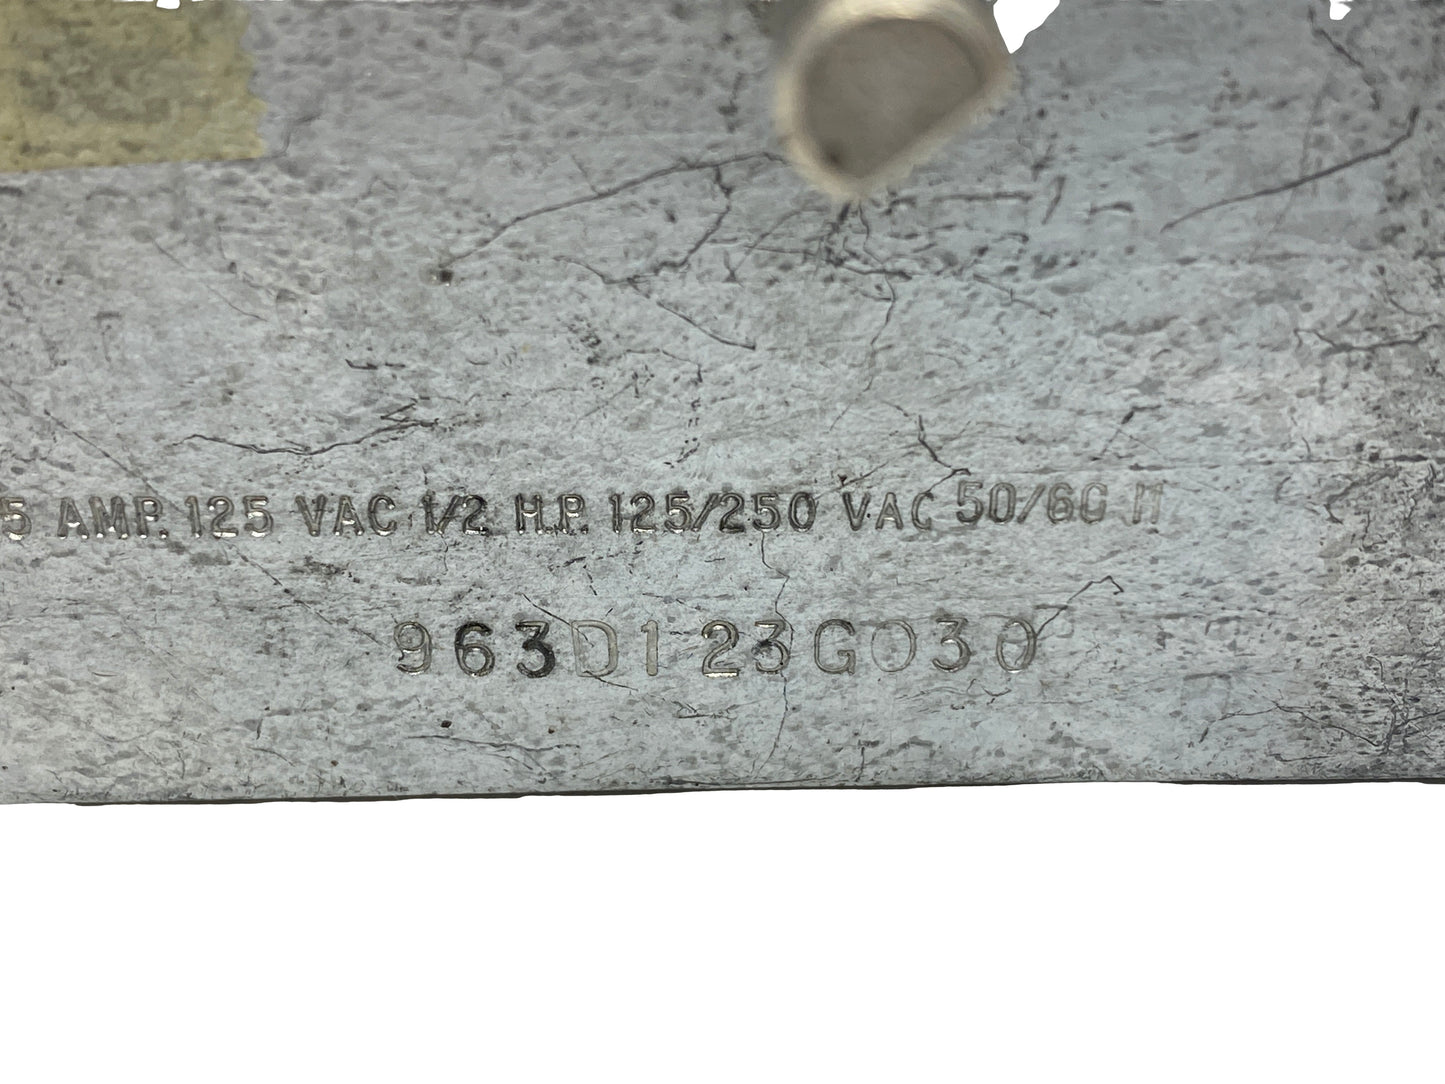 5 AMP. 125 VAC 1/2 H.P. 125/250 VAC 50/60 H
963D123G030